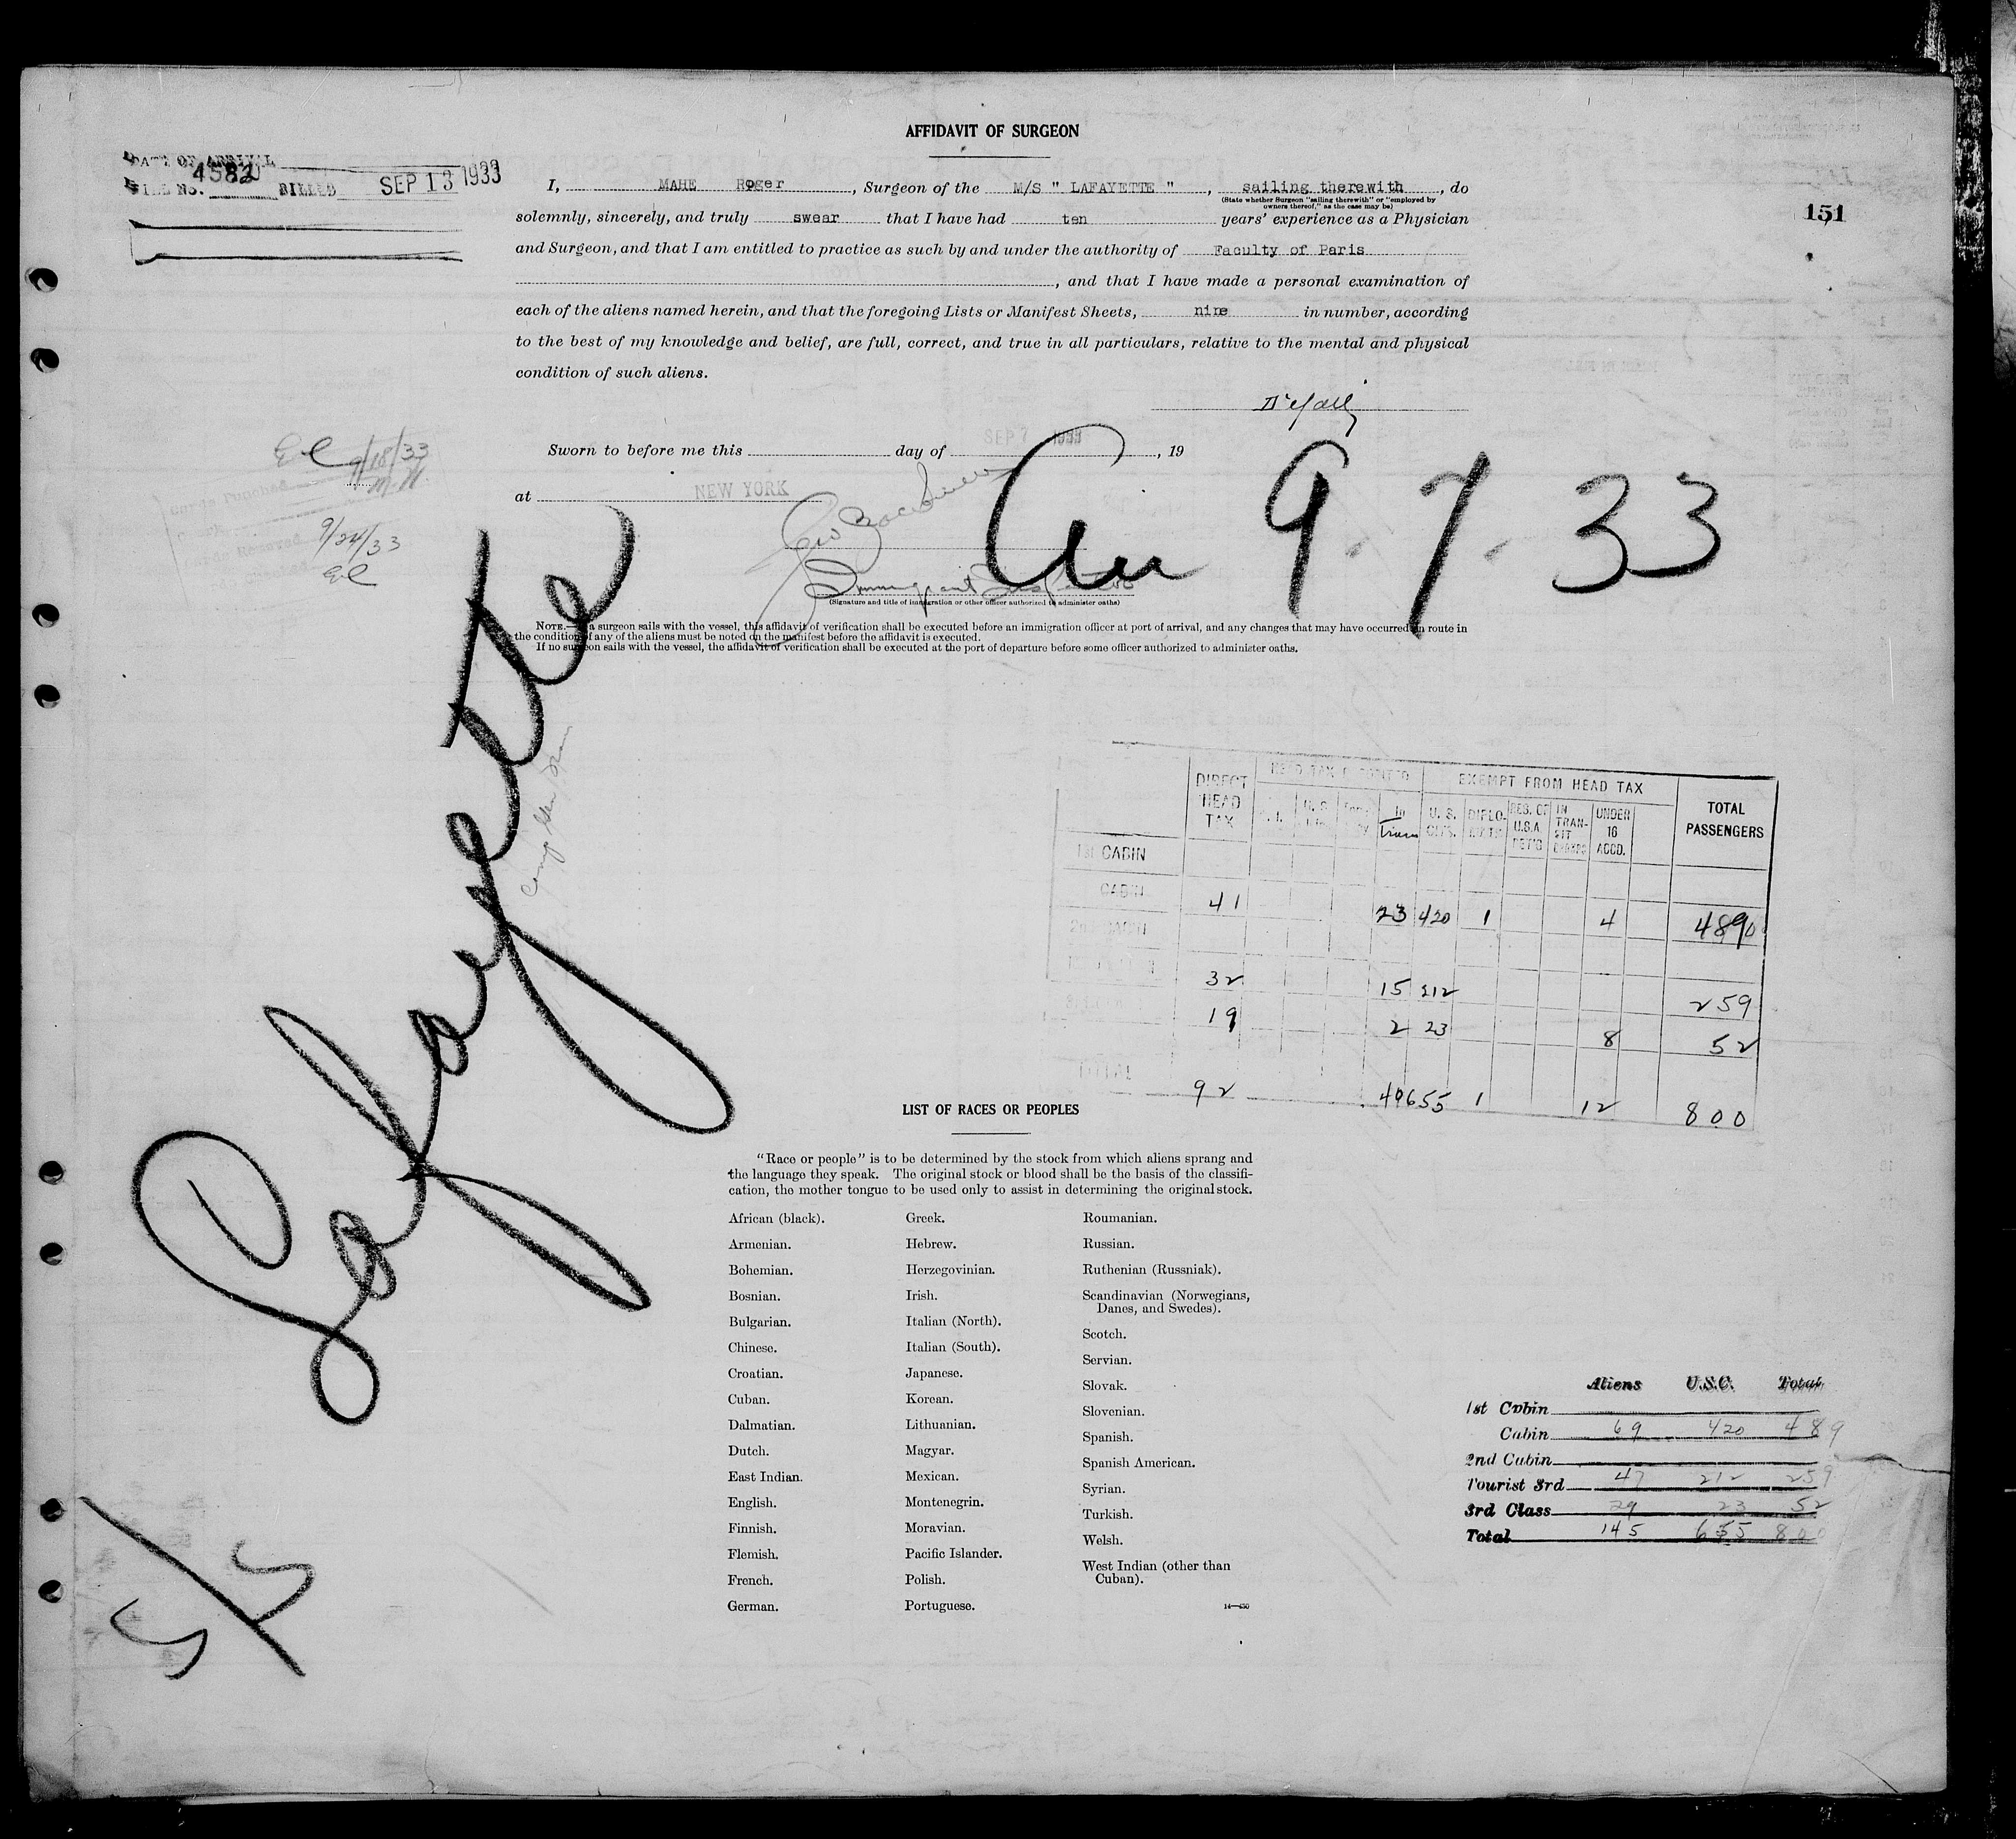 AFFIDAVIT OF SURGEON
DATE OF ARRIVAL
FILE NO. 4582 BILLED SEP 13 1933
151
I, MAHE Roger, Surgeon of the M/S " LAFAYETTE ", sailing therewith, do
(State whether Surgeon "sailing therewith" or "employed by
owners thereof," as the case may be)
solemnly, sincerely, and truly swear that I have had ten years' experience as a Physician
and Surgeon, and that I am entitled to practice as such by and under the authority of Faculty of Paris
, and that I have made a personal examination of
each of the aliens named herein, and that the foregoing Lists or Manifest Sheets, nine in number, according
to the best of my knowledge and belief, are full, correct, and true in all particulars, relative to the mental and physical
condition of such aliens.
Sworn to before me this day of SEP 7 1933, 19
at NEW YORK
9/18/33
9/24/33
Arr 9. 7. 33
(Signature and title of immigration or other officer authorized to administer oaths)
NOTE.—If a surgeon sails with the vessel, this affidavit of verification shall be executed before an immigration officer at port of arrival, and any changes that may have occurred en route in
the condition of any of the aliens must be noted on the manifest before the affidavit is executed.
If no surgeon sails with the vessel, the affidavit of verification shall be executed at the port of departure before some officer authorized to administer oaths.
S/S Lafayette
DIRECT HEAD TAX
EXEMPT FROM HEAD TAX
TOTAL PASSENGERS
In Trans
U. S. CITS.
DIPLOMATS
RES. OF U.S.A. RET'D
IN TRANSIT
UNDER 16 ACCD.
1st CABIN
CABIN 41 23 420 1 4 489
2nd CABIN
32 15 212 259
19 2 23 8 52
TOTAL 92 40 655 1 12 800
LIST OF RACES OR PEOPLES
"Race or people" is to be determined by the stock from which aliens sprang and
the language they speak. The original stock or blood shall be the basis of the classifi-
cation, the mother tongue to be used only to assist in determining the original stock.
African (black).
Armenian.
Bohemian.
Bosnian.
Bulgarian.
Chinese.
Croatian.
Cuban.
Dalmatian.
Dutch.
East Indian.
English.
Finnish.
Flemish.
French.
German.
Greek.
Hebrew.
Herzegovinian.
Irish.
Italian (North).
Italian (South).
Japanese.
Korean.
Lithuanian.
Magyar.
Mexican.
Montenegrin.
Moravian.
Pacific Islander.
Polish.
Portuguese.
Roumanian.
Russian.
Ruthenian (Russniak).
Scandinavian (Norwegians,
Danes, and Swedes).
Scotch.
Servian.
Slovak.
Slovenian.
Spanish.
Spanish American.
Syrian.
Turkish.
Welsh.
West Indian (other than
Cuban).
Aliens U.S.C. Total
1st Cabin
Cabin 69 420 489
2nd Cabin
Tourist 3rd 47 212 259
3rd Class 29 23 52
Total 145 655 800